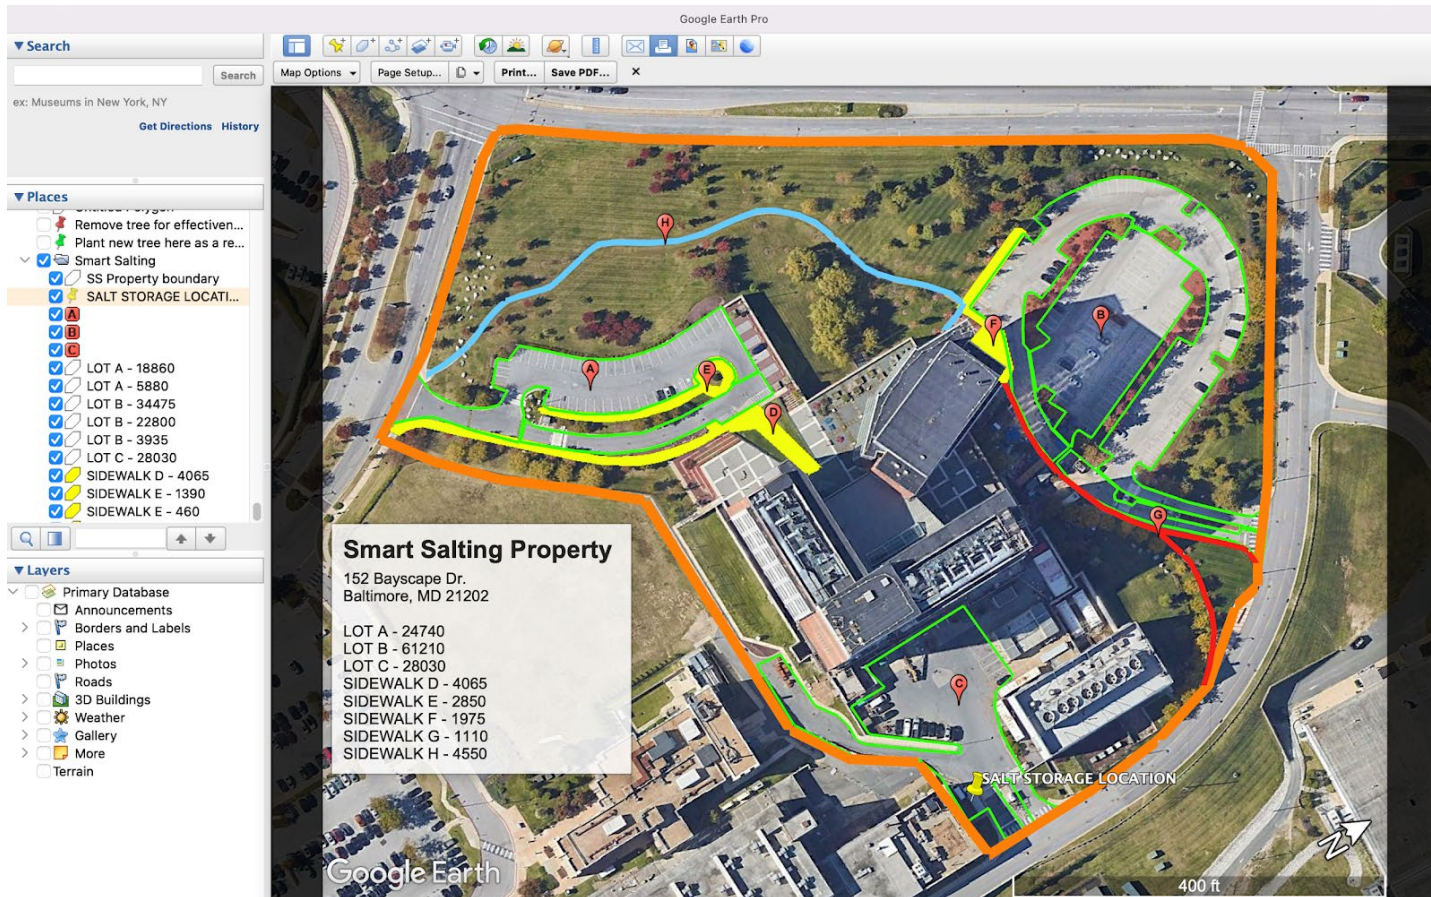 Google Earth Pro
Search
Search
ex: Museums in New York, NY
Get Directions History
Map Options
Page Setup...
Print...
Save PDF...
Places
Untitled Polygon
Remove tree for effectiven...
Plant new tree here as a re...
Smart Salting
SS Property boundary
SALT STORAGE LOCATI...
A
B
C
LOT A - 18860
LOT A - 5880
LOT B - 34475
LOT B - 22800
LOT B - 3935
LOT C - 28030
SIDEWALK D - 4065
SIDEWALK E - 1390
SIDEWALK E - 460
Layers
Primary Database
Announcements
Borders and Labels
Places
Photos
Roads
3D Buildings
Weather
Gallery
More
Terrain
H
F
B
A
E
D
G
C
SALT STORAGE LOCATION
Smart Salting Property
152 Bayscape Dr.
Baltimore, MD 21202
LOT A - 24740
LOT B - 61210
LOT C - 28030
SIDEWALK D - 4065
SIDEWALK E - 2850
SIDEWALK F - 1975
SIDEWALK G - 1110
SIDEWALK H - 4550
Google Earth
N
400 ft